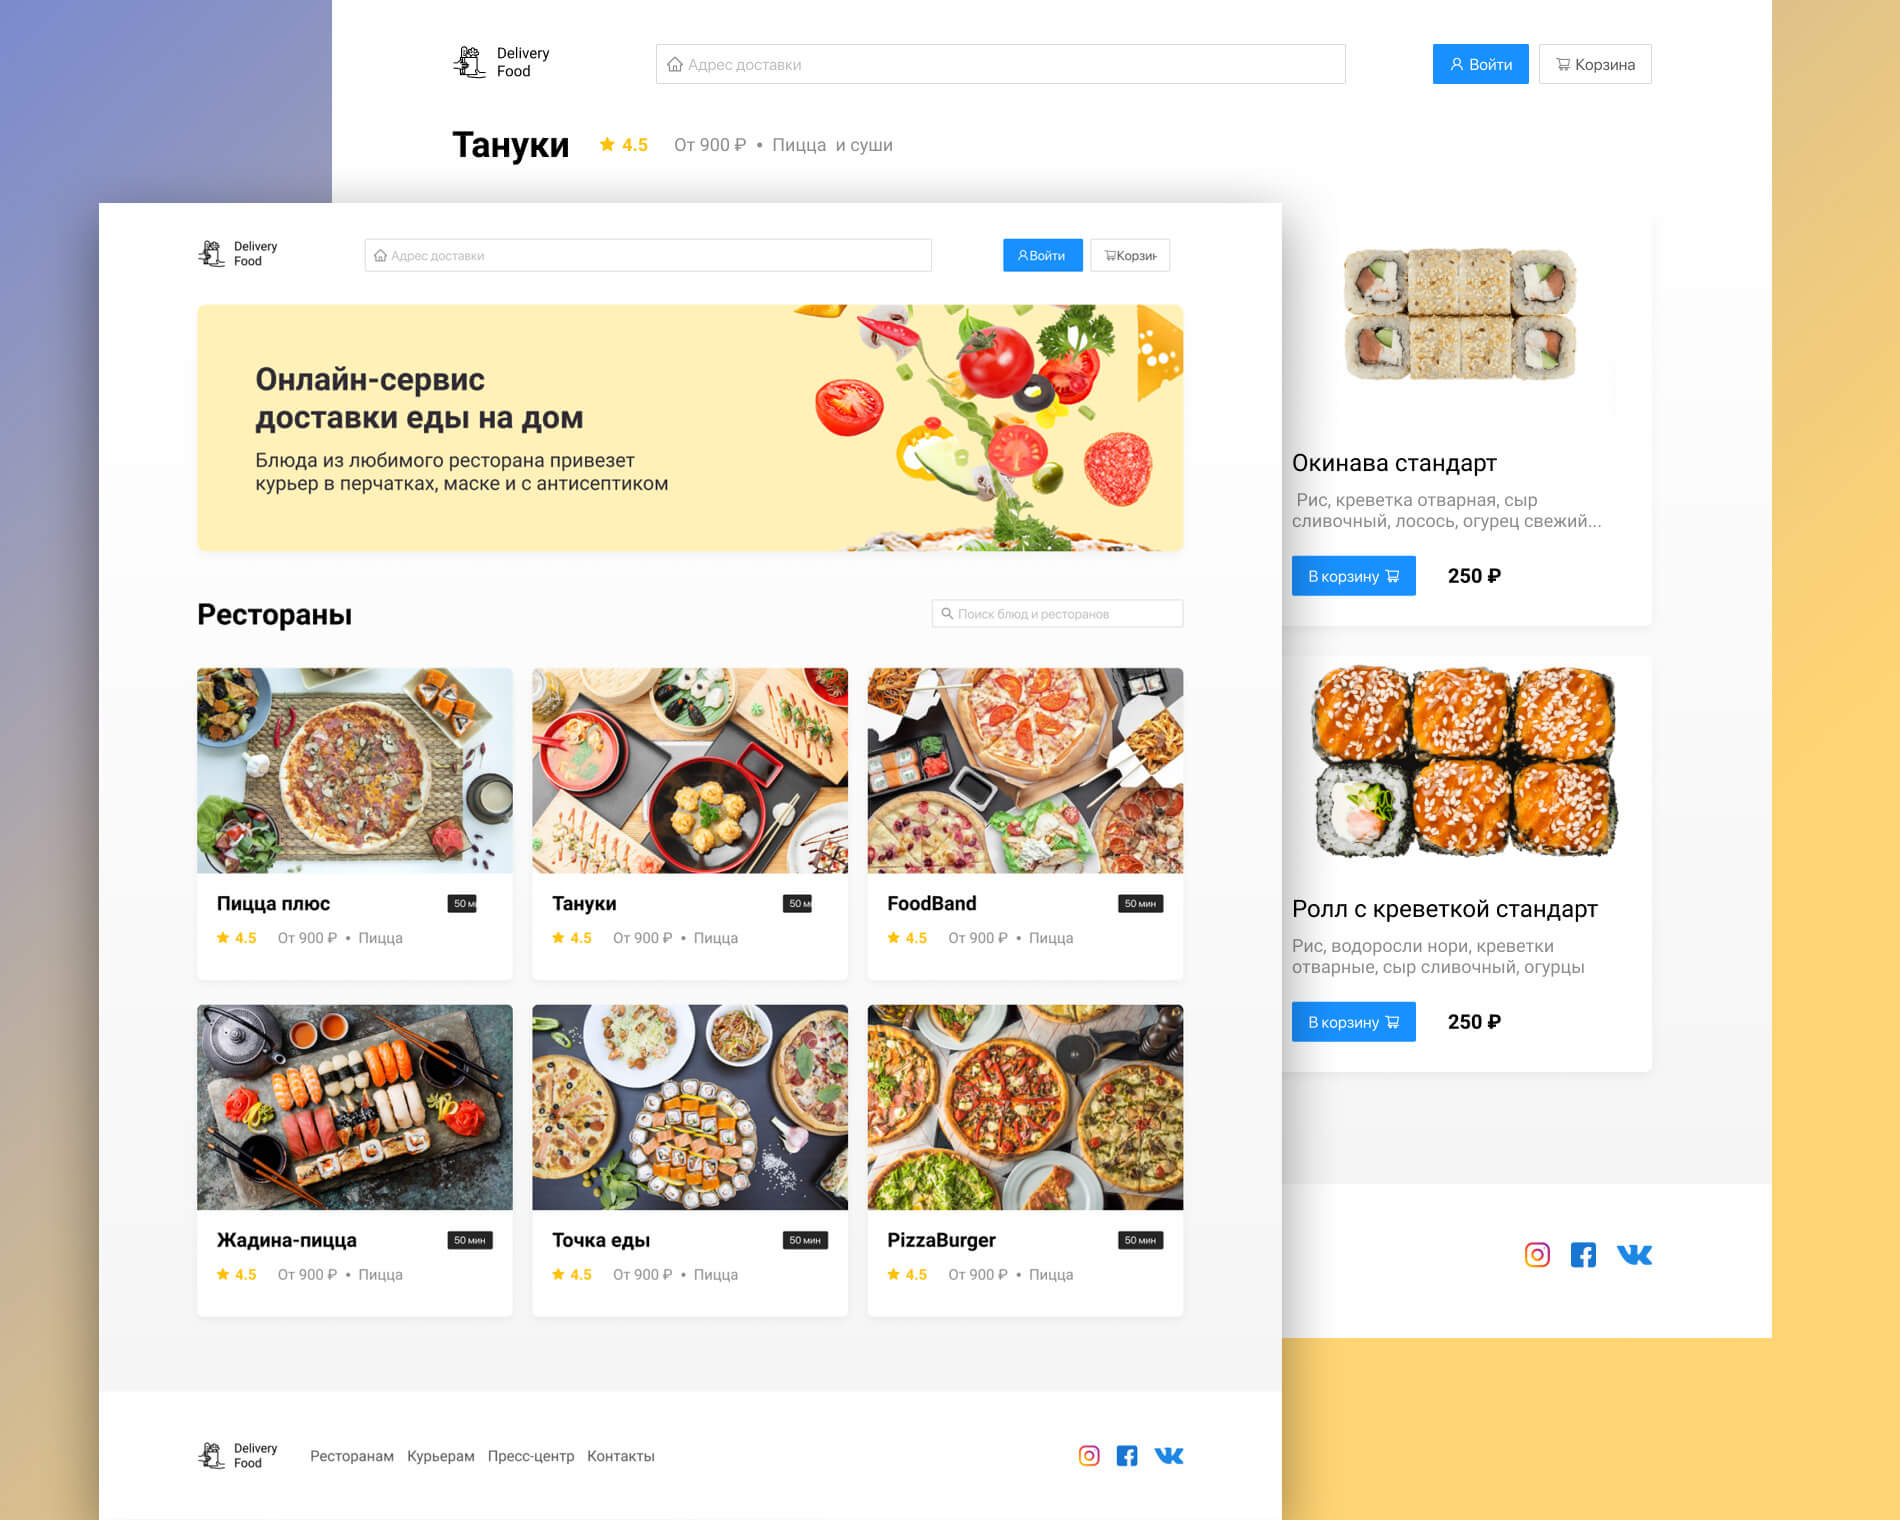 Delivery
Food
Адрес доставки
Войти
Корзина
Тануки
4.5
От 900 ₽ • Пицца и суши
Delivery
Food
Адрес доставки
Войти
Корзин
Онлайн-сервис
доставки еды на дом
Блюда из любимого ресторана привезет
курьер в перчатках, маске и с антисептиком
Рестораны
Поиск блюд и ресторанов
Пицца плюс
50 м
4.5
От 900 ₽ • Пицца
Тануки
50 м
4.5
От 900 ₽ • Пицца
FoodBand
50 мин
4.5
От 900 ₽ • Пицца
Жадина-пицца
50 мин
4.5
От 900 ₽ • Пицца
Точка еды
50 мин
4.5
От 900 ₽ • Пицца
PizzaBurger
50 мин
4.5
От 900 ₽ • Пицца
Delivery
Food
Ресторанам
Курьерам
Пресс-центр
Контакты
Окинава стандарт
Рис, креветка отварная, сыр
сливочный, лосось, огурец свежий...
В корзину
250 ₽
Ролл с креветкой стандарт
Рис, водоросли нори, креветки
отварные, сыр сливочный, огурцы
В корзину
250 ₽